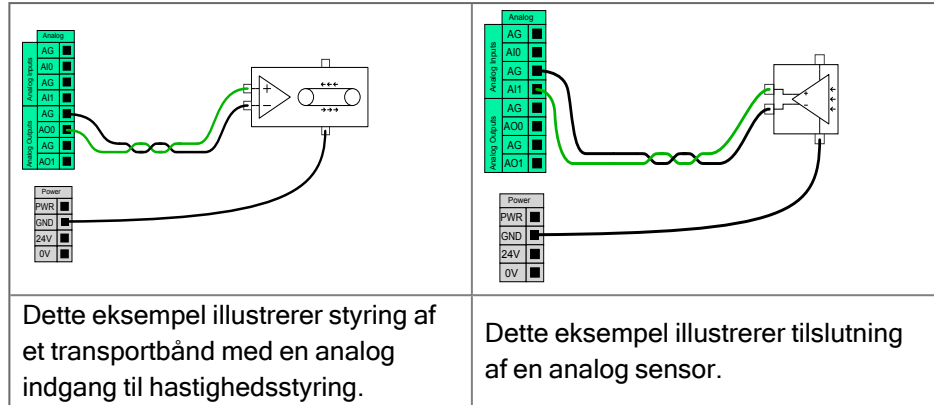 Analog
Analog Inputs
AG
AI0
AG
AI1
Analog Outputs
AG
AO0
AG
AO1
Power
PWR
GND
24V
0V
+
−
Dette eksempel illustrerer styring af
et transportbånd med en analog
indgang til hastighedsstyring.
Analog
Analog Inputs
AG
AI0
AG
AI1
Analog Outputs
AG
AO0
AG
AO1
Power
PWR
GND
24V
0V
+
-
Dette eksempel illustrerer tilslutning
af en analog sensor.